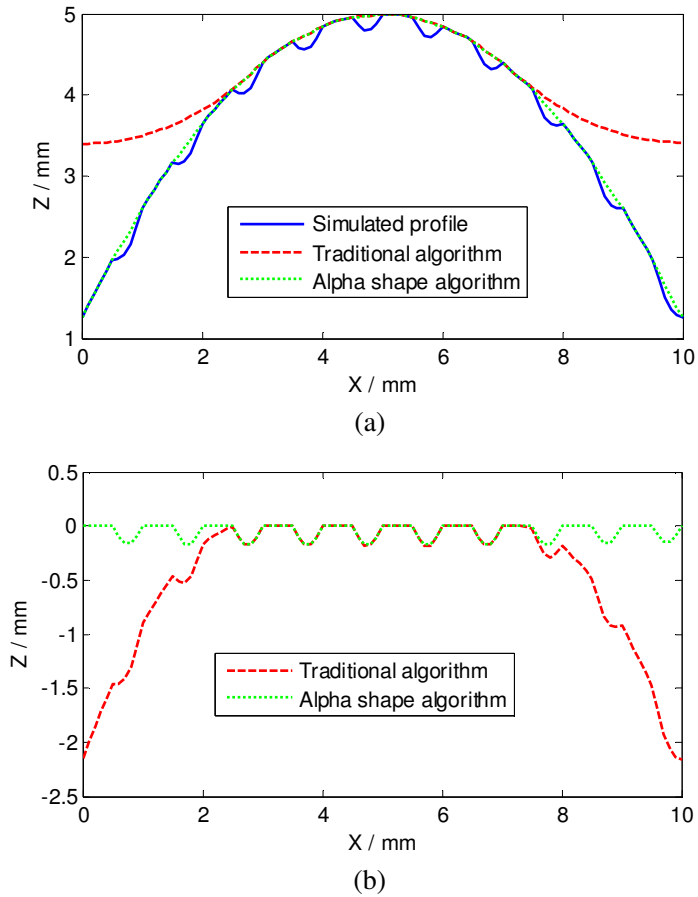 5
4
3
2
1
Z / mm
Simulated profile
Traditional algorithm
Alpha shape algorithm
0 2 4 6 8 10
X / mm
(a)
0.5
0
-0.5
-1
-1.5
-2
-2.5
Z / mm
Traditional algorithm
Alpha shape algorithm
0 2 4 6 8 10
X / mm
(b)